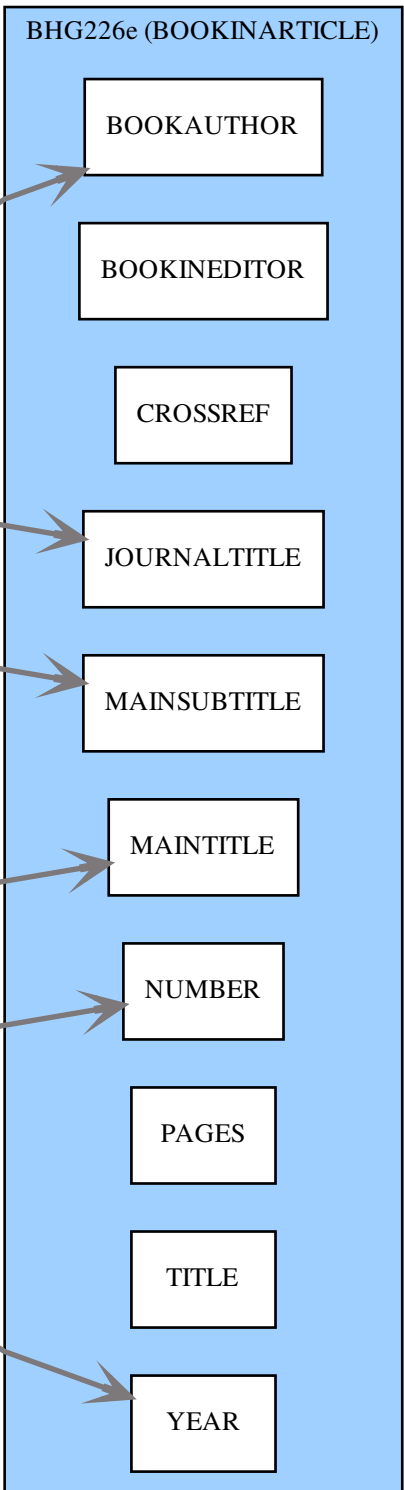 BHG226e (BOOKINARTICLE)
BOOKAUTHOR
BOOKINEDITOR
CROSSREF
JOURNALTITLE
MAINSUBTITLE
MAINTITLE
NUMBER
PAGES
TITLE
YEAR